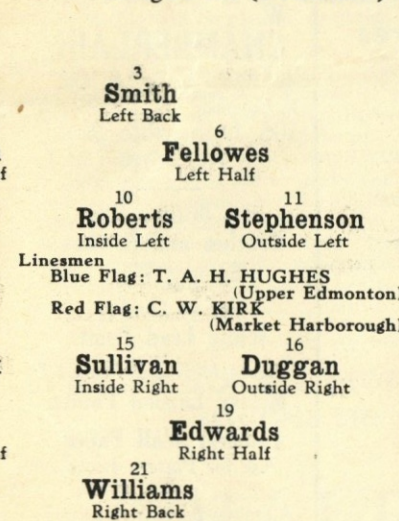 3
Smith
Left Back
6
Fellowes
Left Half
10 11
Roberts Stephenson
Inside Left Outside Left
Linesmen
Blue Flag: T. A. H. HUGHES
(Upper Edmonton)
Red Flag: C. W. KIRK
(Market Harborough)
15 16
Sullivan Duggan
Inside Right Outside Right
19
Edwards
Right Half
21
Williams
Right Back